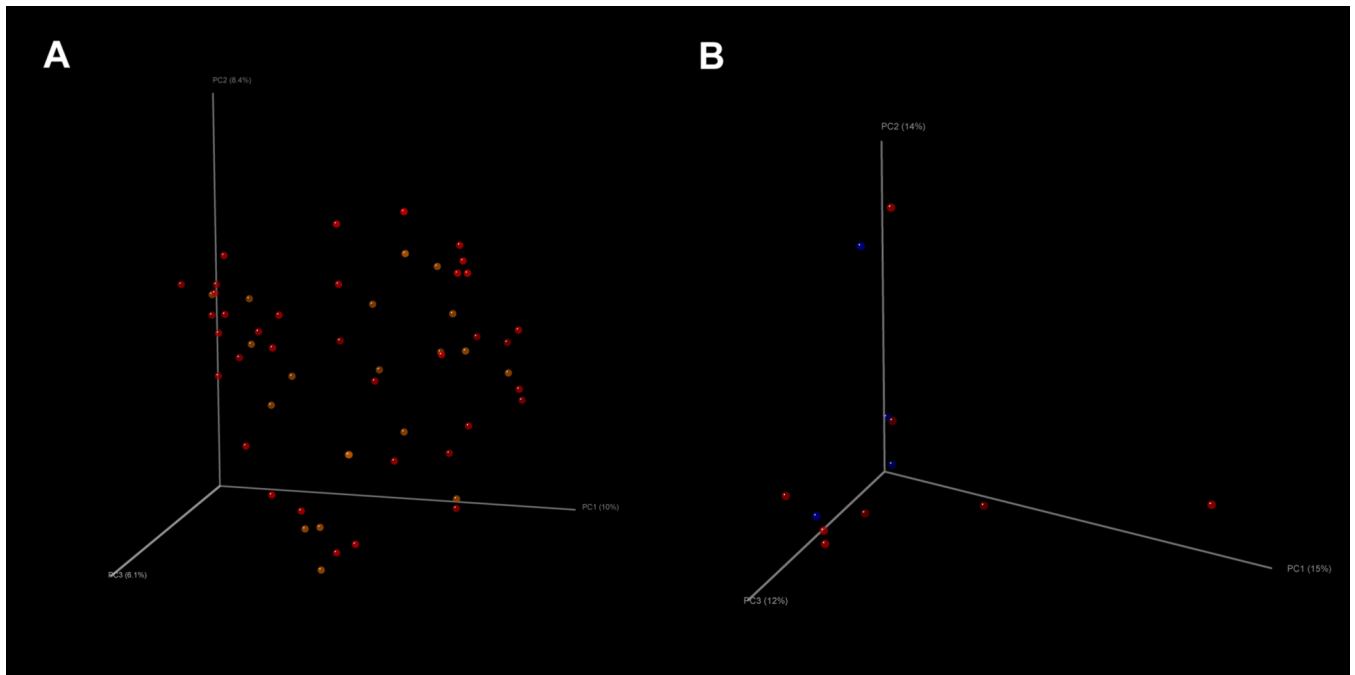 A
B
PC2 (8.4%)
PC1 (10%)
PC3 (6.1%)
PC2 (14%)
PC1 (15%)
PC3 (12%)